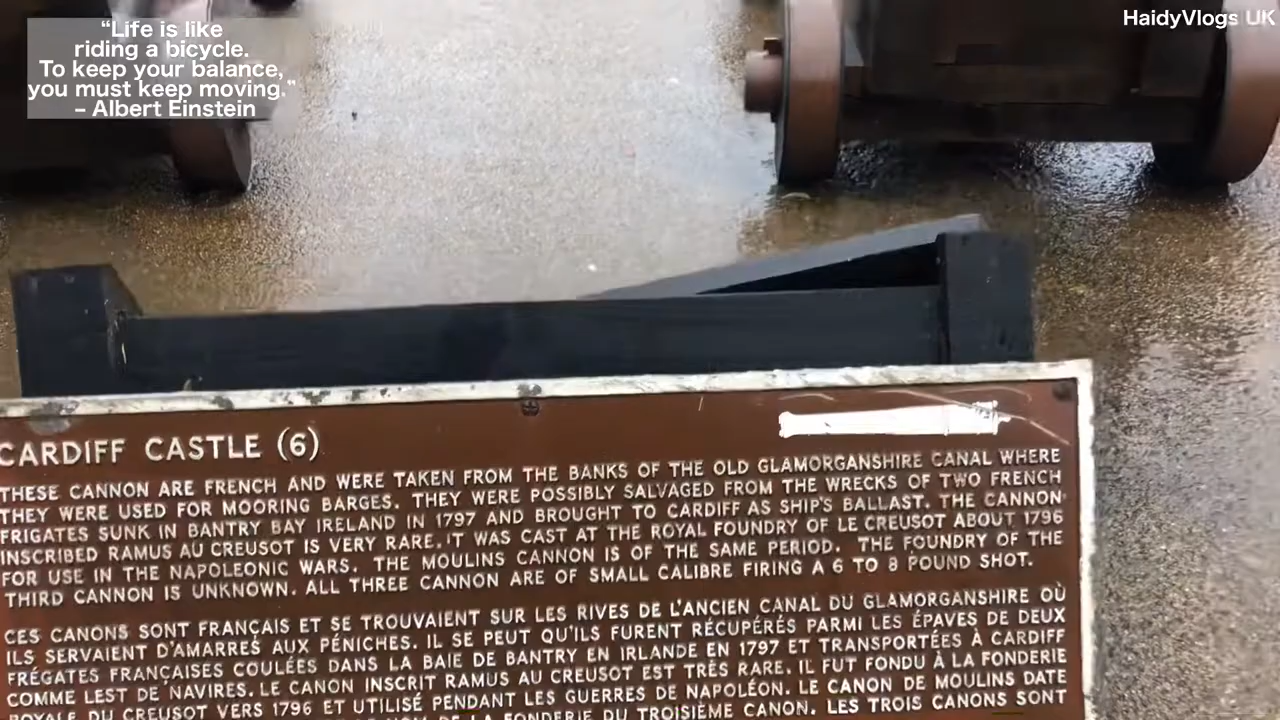 “Life is like
riding a bicycle.
To keep your balance,
you must keep moving.”
– Albert Einstein
HaidyVlogs UK
CARDIFF CASTLE (6)
THESE CANNON ARE FRENCH AND WERE TAKEN FROM THE BANKS OF THE OLD GLAMORGANSHIRE CANAL WHERE
THEY WERE USED FOR MOORING BARGES. THEY WERE POSSIBLY SALVAGED FROM THE WRECKS OF TWO FRENCH
FRIGATES SUNK IN BANTRY BAY IRELAND IN 1797 AND BROUGHT TO CARDIFF AS SHIP'S BALLAST. THE CANNON
INSCRIBED RAMUS AU CREUSOT IS VERY RARE. IT WAS CAST AT THE ROYAL FOUNDRY OF LE CREUSOT ABOUT 1796
FOR USE IN THE NAPOLEONIC WARS. THE MOULINS CANNON IS OF THE SAME PERIOD. THE FOUNDRY OF THE
THIRD CANNON IS UNKNOWN. ALL THREE CANNON ARE OF SMALL CALIBRE FIRING A 6 TO 8 POUND SHOT.
CES CANONS SONT FRANÇAIS ET SE TROUVAIENT SUR LES RIVES DE L'ANCIEN CANAL DU GLAMORGANSHIRE OÙ
ILS SERVAIENT D'AMARRES AUX PÉNICHES. IL SE PEUT QU'ILS FURENT RÉCUPÉRÉS PARMI LES ÉPAVES DE DEUX
FRÉGATES FRANÇAISES COULÉES DANS LA BAIE DE BANTRY EN IRLANDE EN 1797 ET TRANSPORTÉES À CARDIFF
COMME LEST DE NAVIRES. LE CANON INSCRIT RAMUS AU CREUSOT EST TRÈS RARE. IL FUT FONDU À LA FONDERIE
ROYALE DU CREUSOT VERS 1796 ET UTILISÉ PENDANT LES GUERRES DE NAPOLÉON. LE CANON DE MOULINS DATE
NOM DE LA FONDERIE DU TROISIÈME CANON. LES TROIS CANONS SONT